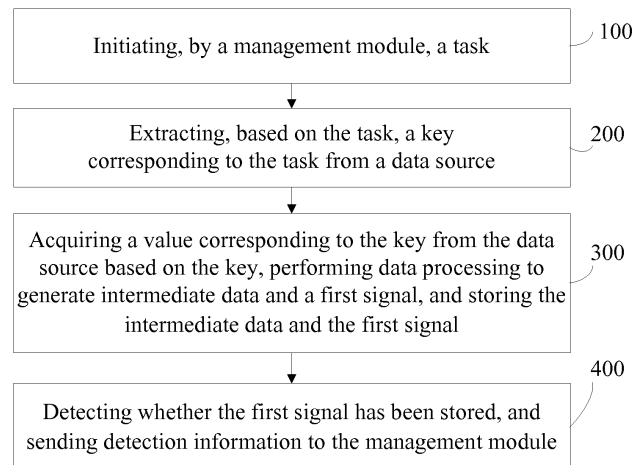 Initiating, by a management module, a task
100
Extracting, based on the task, a key
corresponding to the task from a data source
200
Acquiring a value corresponding to the key from the data
source based on the key, performing data processing to
generate intermediate data and a first signal, and storing the
intermediate data and the first signal
300
Detecting whether the first signal has been stored, and
sending detection information to the management module
400